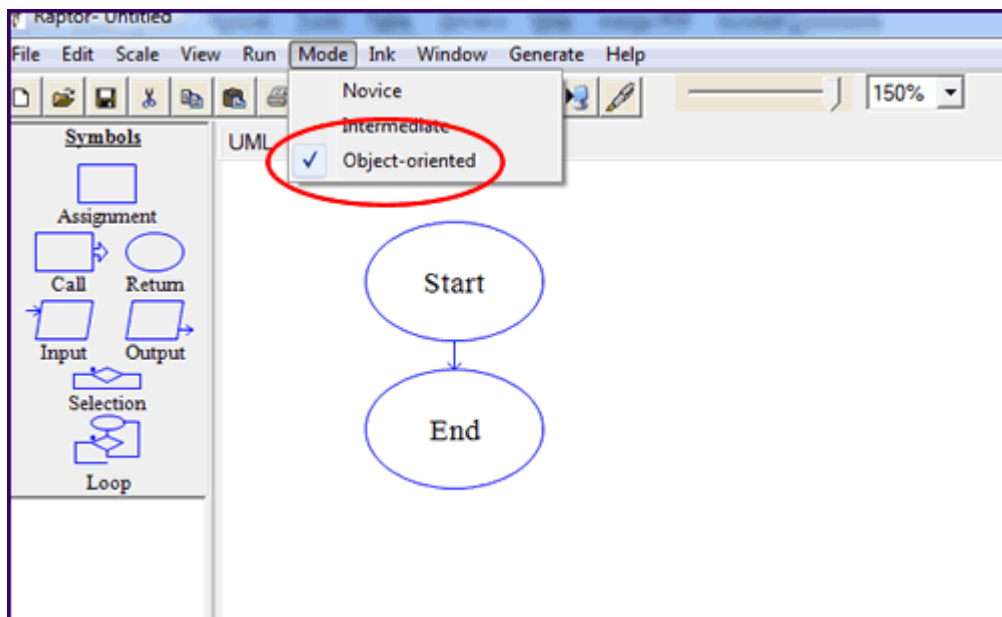 Raptor- Untitled
File Edit Scale View Run Mode Ink Window Generate Help
150%
Novice
Intermediate
Object-oriented
Symbols
Assignment
Call Return
Input Output
Selection
Loop
UML
Start
End